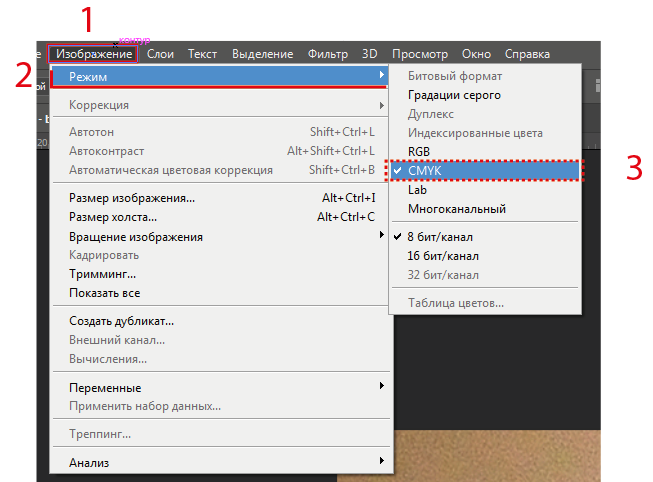 1
контур
е Изображение Слои Текст Выделение Фильтр 3D Просмотр Окно Справка
2
Режим
Битовый формат
ой
Градации серого
Коррекция
Дуплекс
- b
Автотон Shift+Ctrl+L
Индексированные цвета
20
Автоконтраст Alt+Shift+Ctrl+L
RGB
Автоматическая цветовая коррекция Shift+Ctrl+B
CMYK
3
Lab
Размер изображения... Alt+Ctrl+I
Многоканальный
Размер холста... Alt+Ctrl+C
Вращение изображения
8 бит/канал
Кадрировать
16 бит/канал
Тримминг...
32 бит/канал
Показать все
Таблица цветов...
Создать дубликат...
Внешний канал...
Вычисления...
Переменные
Применить набор данных...
Треппинг...
Анализ